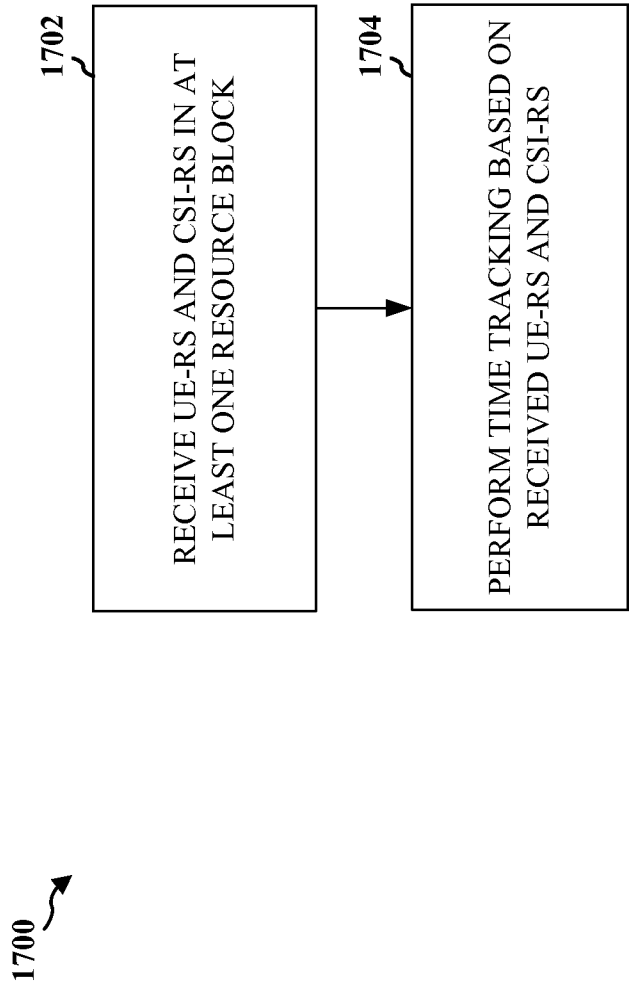 1700
1702
RECEIVE UE-RS AND CSI-RS IN AT
LEAST ONE RESOURCE BLOCK
1704
PERFORM TIME TRACKING BASED ON
RECEIVED UE-RS AND CSI-RS